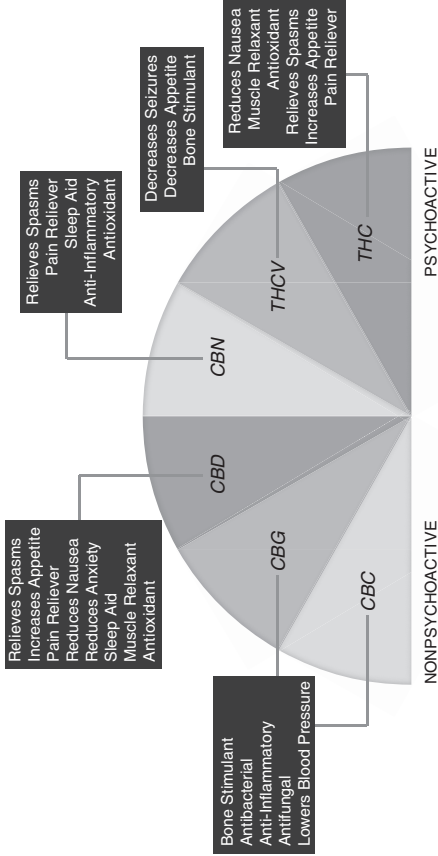 Bone Stimulant
Antibacterial
Anti-Inflammatory
Antifungal
Lowers Blood Pressure
Relieves Spasms
Increases Appetite
Pain Reliever
Reduces Nausea
Reduces Anxiety
Sleep Aid
Muscle Relaxant
Antioxidant
Relieves Spasms
Pain Reliever
Sleep Aid
Anti-Inflammatory
Antioxidant
Decreases Seizures
Decreases Appetite
Bone Stimulant
Reduces Nausea
Muscle Relaxant
Antioxidant
Relieves Spasms
Increases Appetite
Pain Reliever
CBC
CBG
CBD
CBN
THCV
THC
NONPSYCHOACTIVE
PSYCHOACTIVE